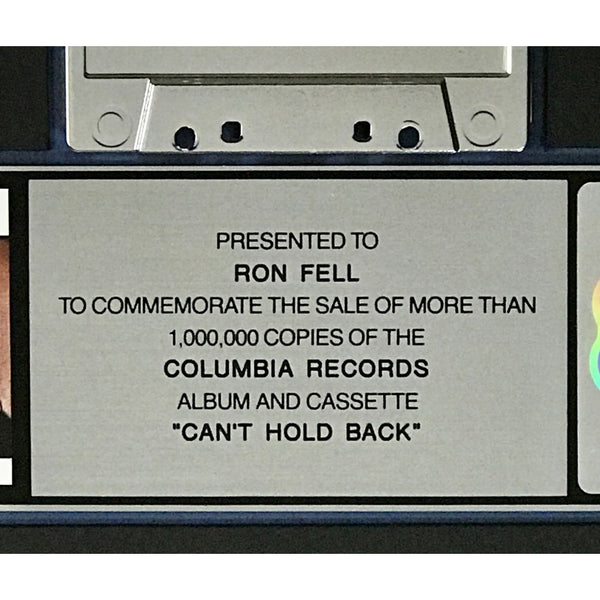 PRESENTED TO
RON FELL
TO COMMEMORATE THE SALE OF MORE THAN
1,000,000 COPIES OF THE
COLUMBIA RECORDS
ALBUM AND CASSETTE
"CAN'T HOLD BACK"